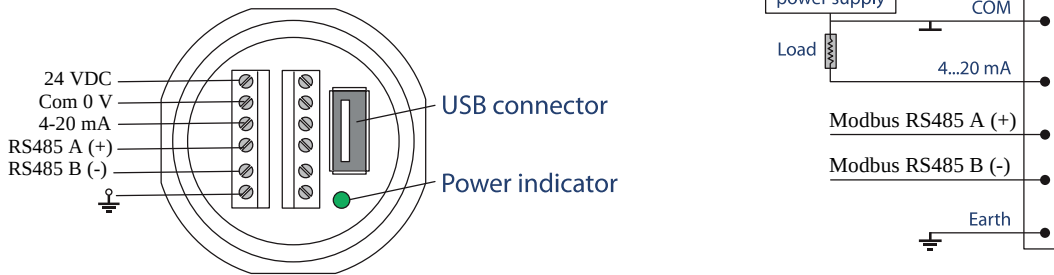 24 VDC
Com 0 V
4-20 mA
RS485 A (+)
RS485 B (-)
USB connector
Power indicator
power supply
COM
Load
4...20 mA
Modbus RS485 A (+)
Modbus RS485 B (-)
Earth